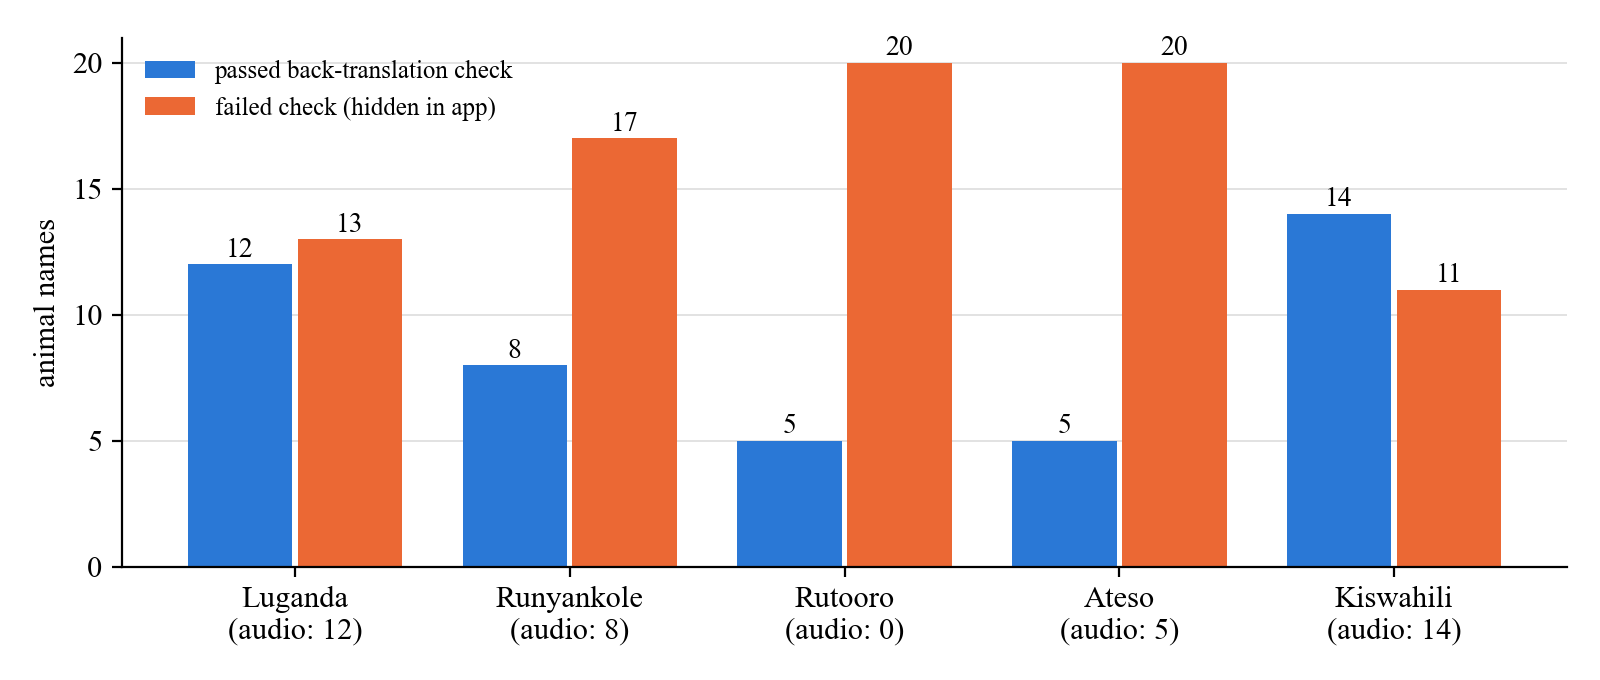 20
15
10
5
0
animal names
passed back-translation check
failed check (hidden in app)
12
13
8
17
5
20
5
20
14
11
Luganda
(audio: 12)
Runyankole
(audio: 8)
Rutooro
(audio: 0)
Ateso
(audio: 5)
Kiswahili
(audio: 14)